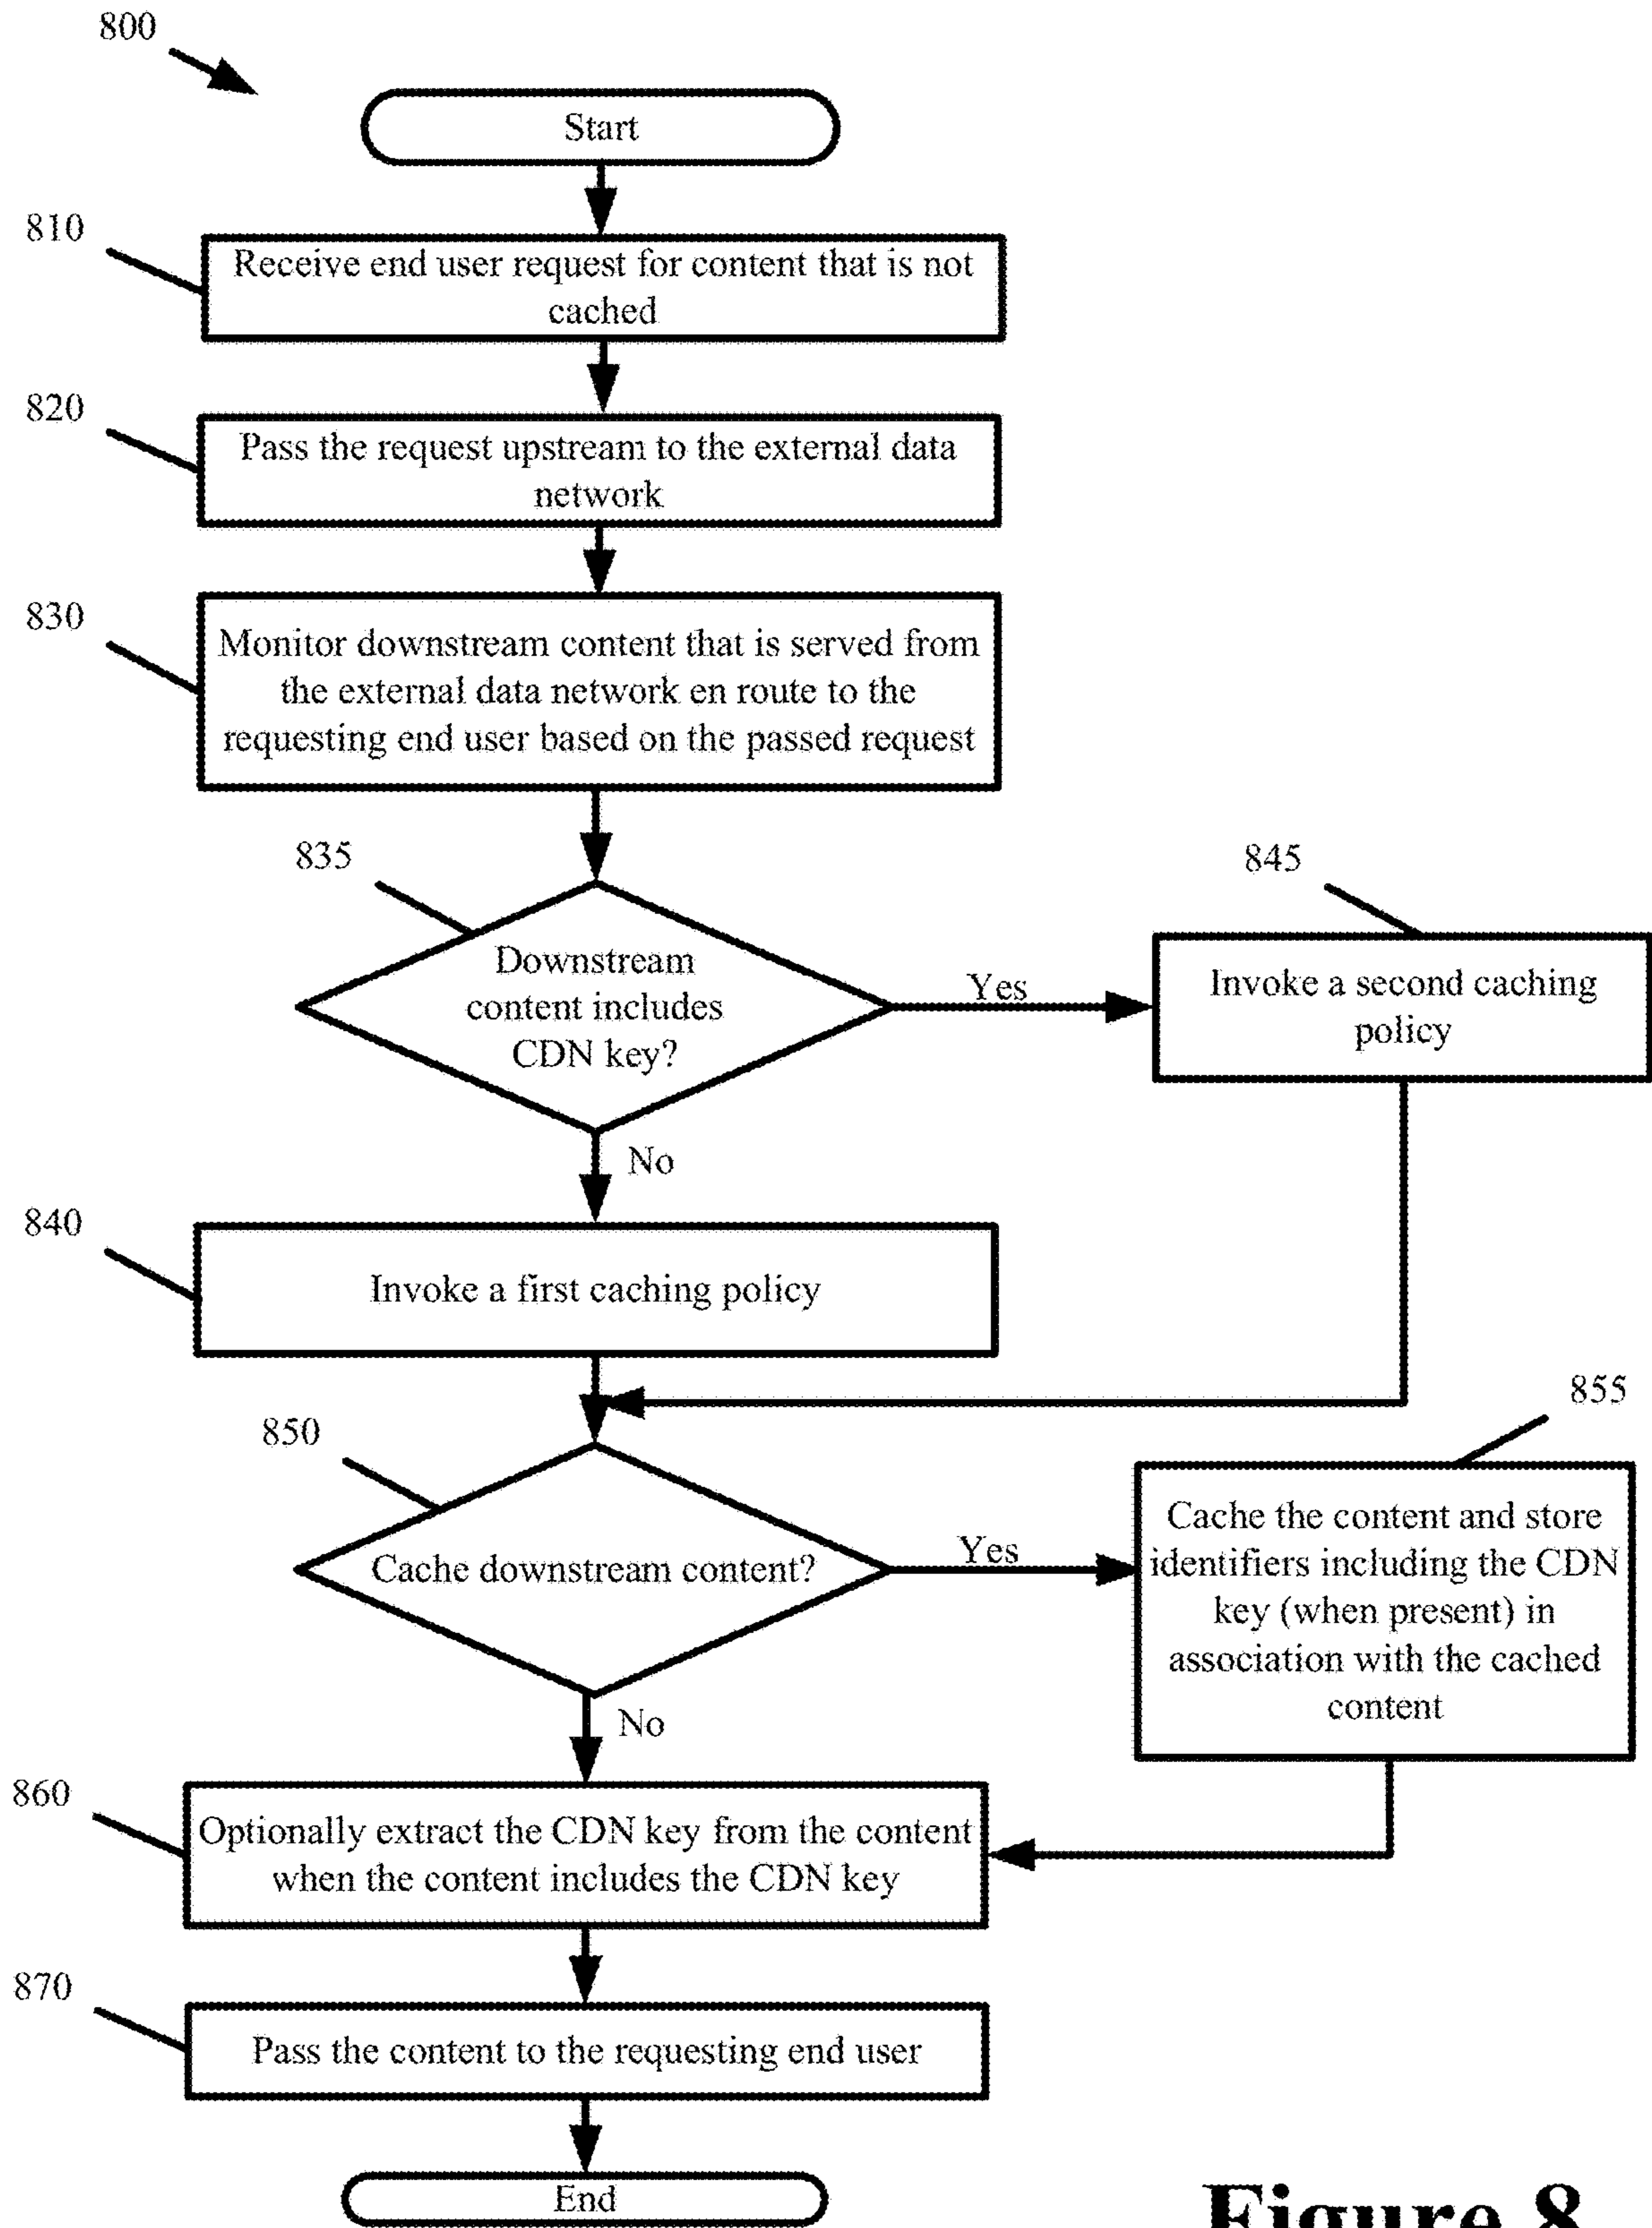 800
Start
810
Receive end user request for content that is not
cached
820
Pass the request upstream to the external data
network
830
Monitor downstream content that is served from
the external data network en route to the
requesting end user based on the passed request
835
Downstream
content includes
CDN key?
Yes
845
Invoke a second caching
policy
No
840
Invoke a first caching policy
850
Cache downstream content?
Yes
855
Cache the content and store
identifiers including the CDN
key (when present) in
association with the cached
content
No
860
Optionally extract the CDN key from the content
when the content includes the CDN key
870
Pass the content to the requesting end user
End
Figure 8